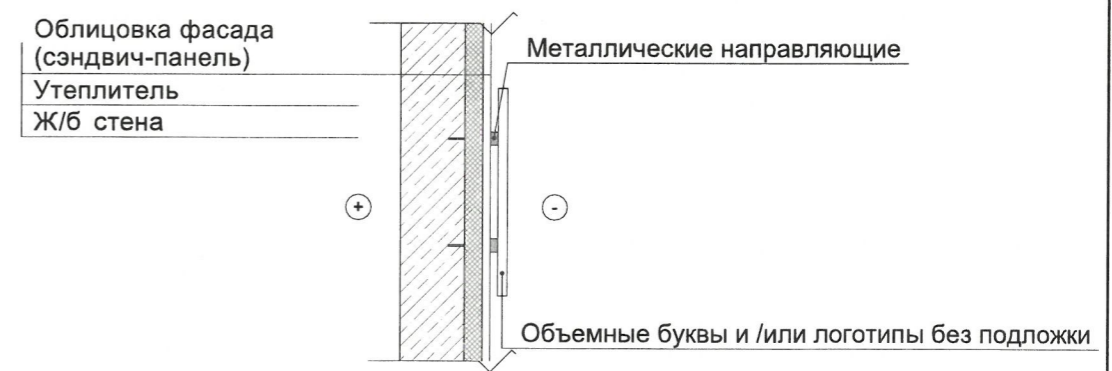 Облицовка фасада
(сэндвич-панель)
Утеплитель
Ж/б стена
Металлические направляющие
+
-
Объемные буквы и /или логотипы без подложки